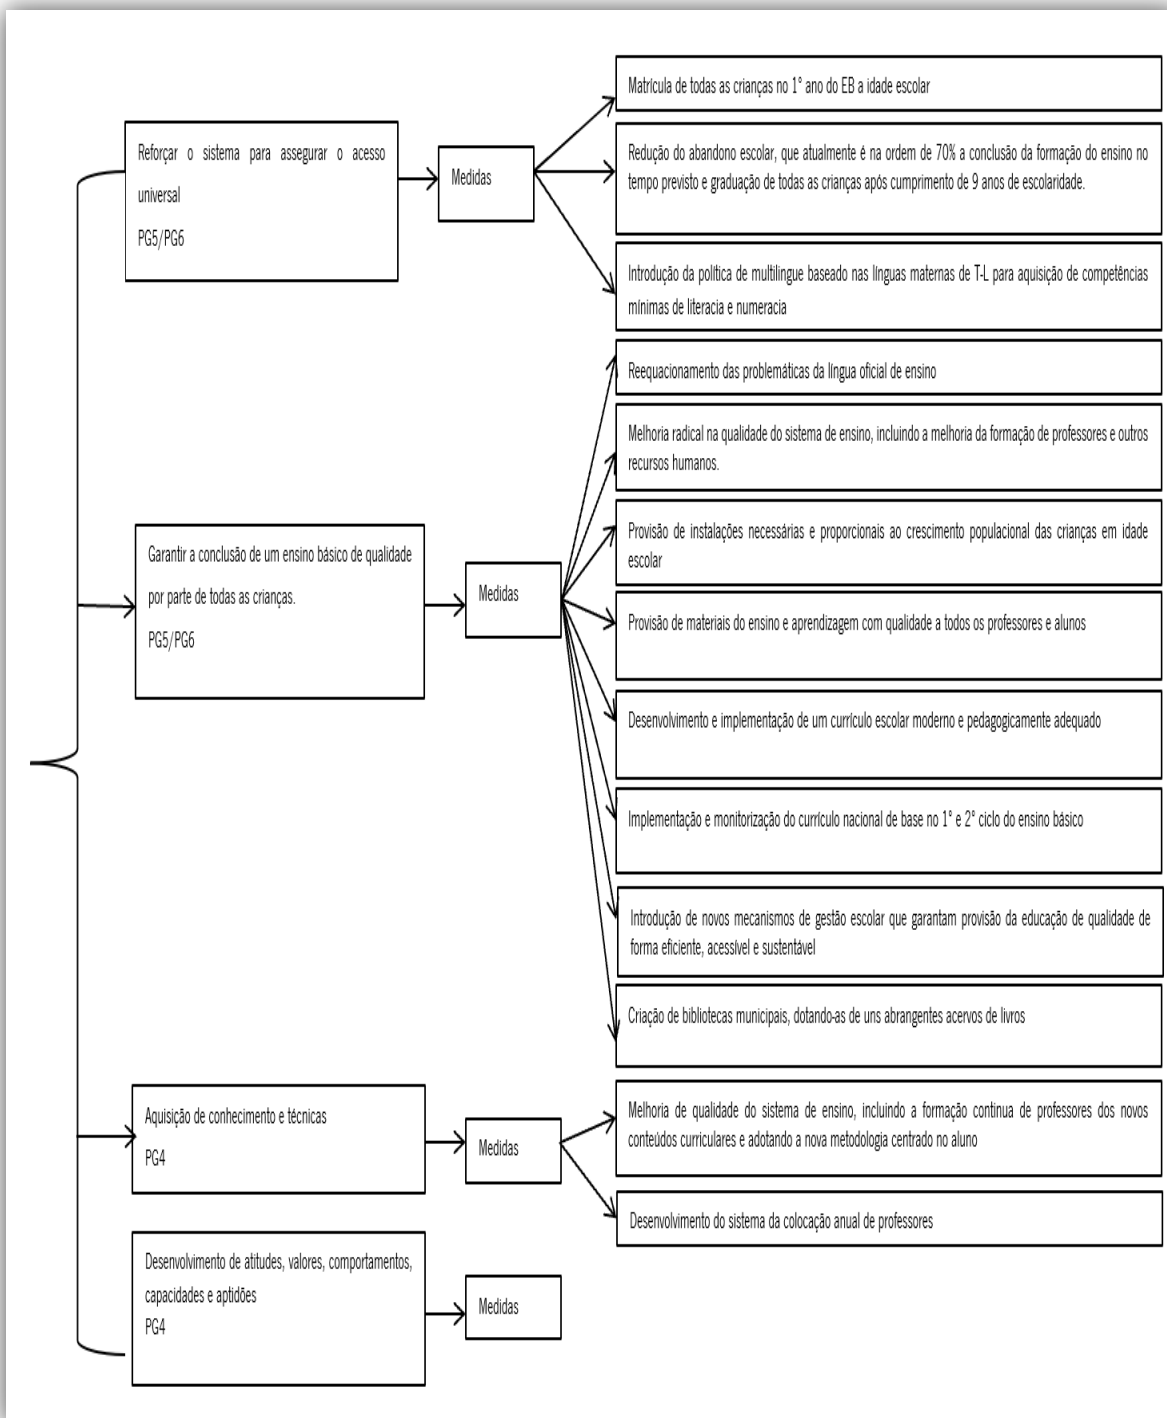 Reforçar o sistema para assegurar o acesso
universal
PG5/PG6
Medidas
Matrícula de todas as crianças no 1° ano do EB a idade escolar
Redução do abandono escolar, que atualmente é na ordem de 70% a conclusão da formação do ensino no
tempo previsto e graduação de todas as crianças após cumprimento de 9 anos de escolaridade.
Introdução da política de multilingue baseado nas línguas maternas de T-L para aquisição de competências
mínimas de literacia e numeracia
Garantir a conclusão de um ensino básico de qualidade
por parte de todas as crianças.
PG5/PG6
Medidas
Reequacionamento das problemáticas da língua oficial de ensino
Melhoria radical na qualidade do sistema de ensino, incluindo a melhoria da formação de professores e outros
recursos humanos.
Provisão de instalações necessárias e proporcionais ao crescimento populacional das crianças em idade
escolar
Provisão de materiais do ensino e aprendizagem com qualidade a todos os professores e alunos
Desenvolvimento e implementação de um currículo escolar moderno e pedagogicamente adequado
Implementação e monitorização do currículo nacional de base no 1° e 2° ciclo do ensino básico
Introdução de novos mecanismos de gestão escolar que garantam provisão da educação de qualidade de
forma eficiente, acessível e sustentável
Criação de bibliotecas municipais, dotando-as de uns abrangentes acervos de livros
Aquisição de conhecimento e técnicas
PG4
Medidas
Melhoria de qualidade do sistema de ensino, incluindo a formação continua de professores dos novos
conteúdos curriculares e adotando a nova metodologia centrado no aluno
Desenvolvimento do sistema da colocação anual de professores
Desenvolvimento de atitudes, valores, comportamentos,
capacidades e aptidões
PG4
Medidas